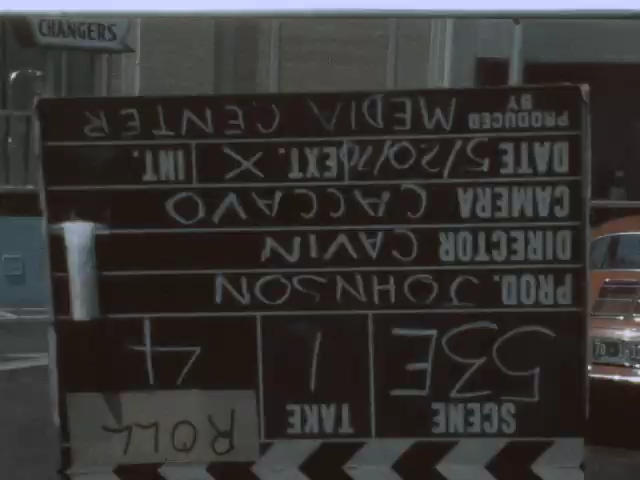 CHANGERS
SCENE TAKE ROLL
53E 1 4
PROD. JOHNSON
DIRECTOR CAVIN
CAMERA CACCAVO
DATE 5/20/70 EXT. X INT.
PRODUCED BY MEDIA CENTER